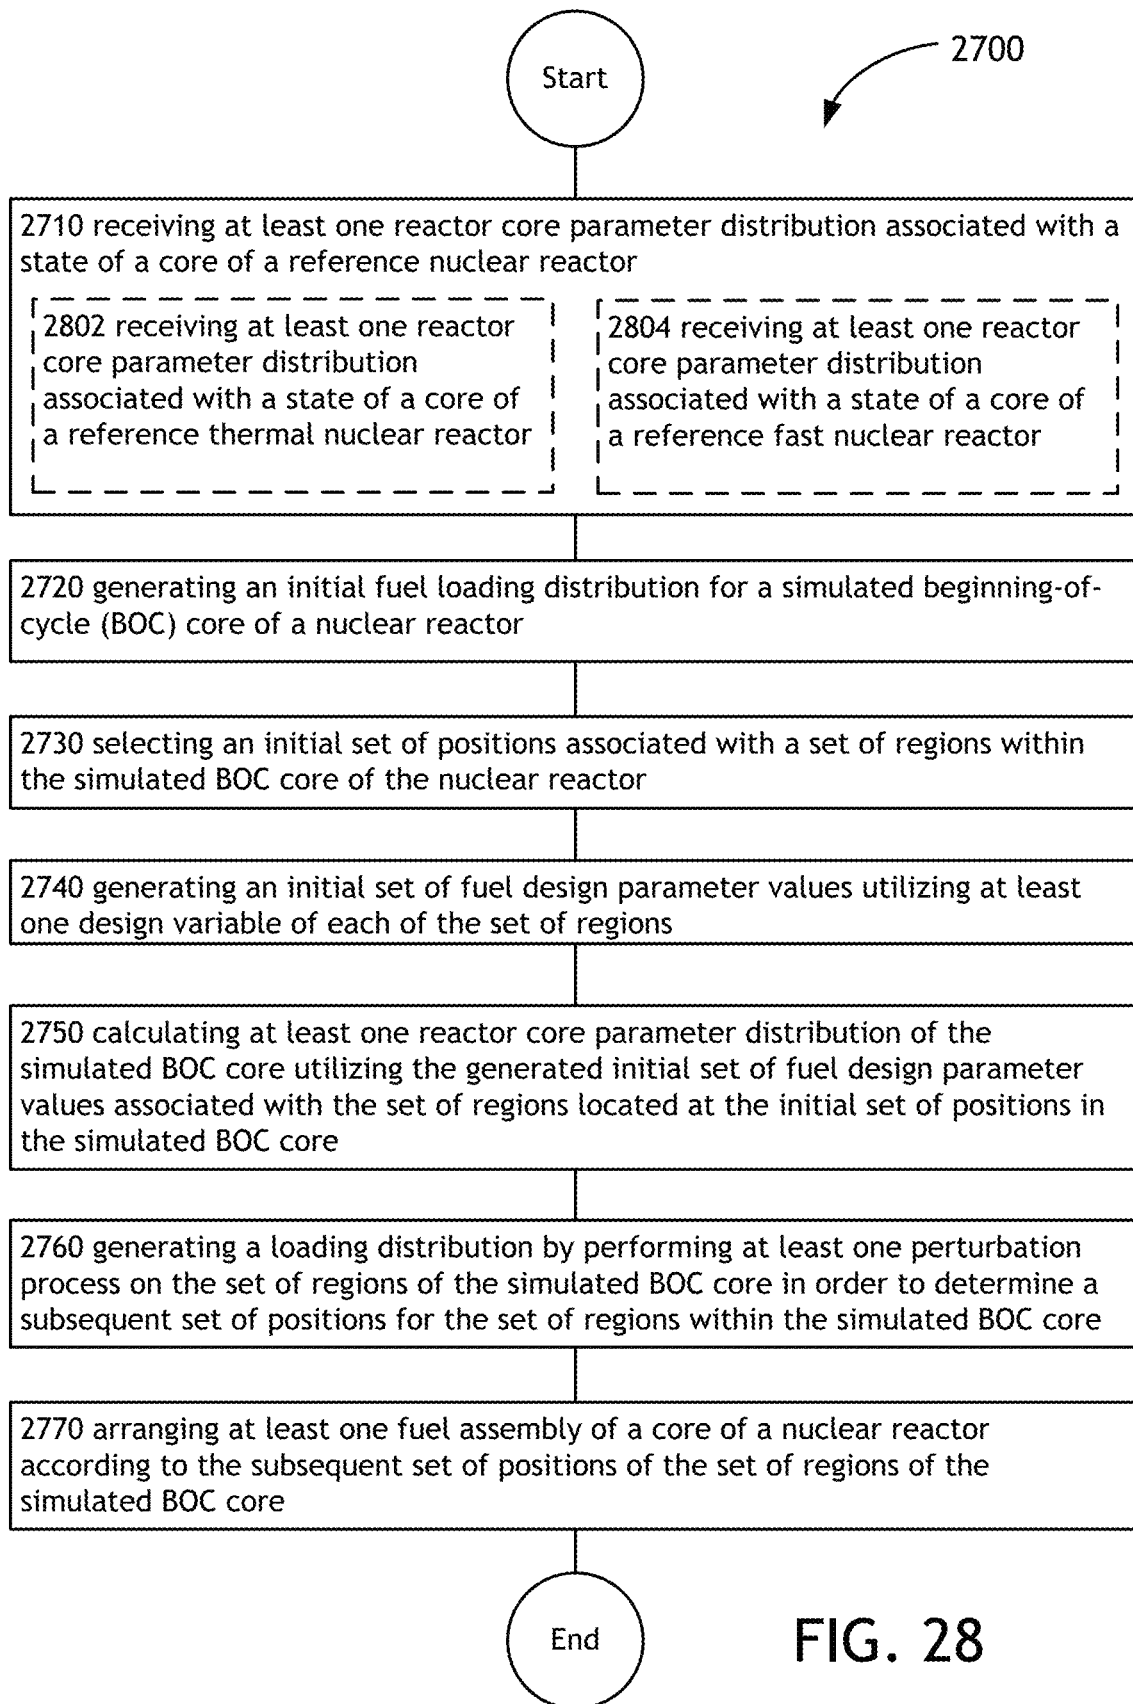 Start
2700
2710 receiving at least one reactor core parameter distribution associated with a
state of a core of a reference nuclear reactor
2802 receiving at least one reactor
core parameter distribution
associated with a state of a core of
a reference thermal nuclear reactor
2804 receiving at least one reactor
core parameter distribution
associated with a state of a core of
a reference fast nuclear reactor
2720 generating an initial fuel loading distribution for a simulated beginning-of-
cycle (BOC) core of a nuclear reactor
2730 selecting an initial set of positions associated with a set of regions within
the simulated BOC core of the nuclear reactor
2740 generating an initial set of fuel design parameter values utilizing at least
one design variable of each of the set of regions
2750 calculating at least one reactor core parameter distribution of the
simulated BOC core utilizing the generated initial set of fuel design parameter
values associated with the set of regions located at the initial set of positions in
the simulated BOC core
2760 generating a loading distribution by performing at least one perturbation
process on the set of regions of the simulated BOC core in order to determine a
subsequent set of positions for the set of regions within the simulated BOC core
2770 arranging at least one fuel assembly of a core of a nuclear reactor
according to the subsequent set of positions of the set of regions of the
simulated BOC core
End
FIG. 28